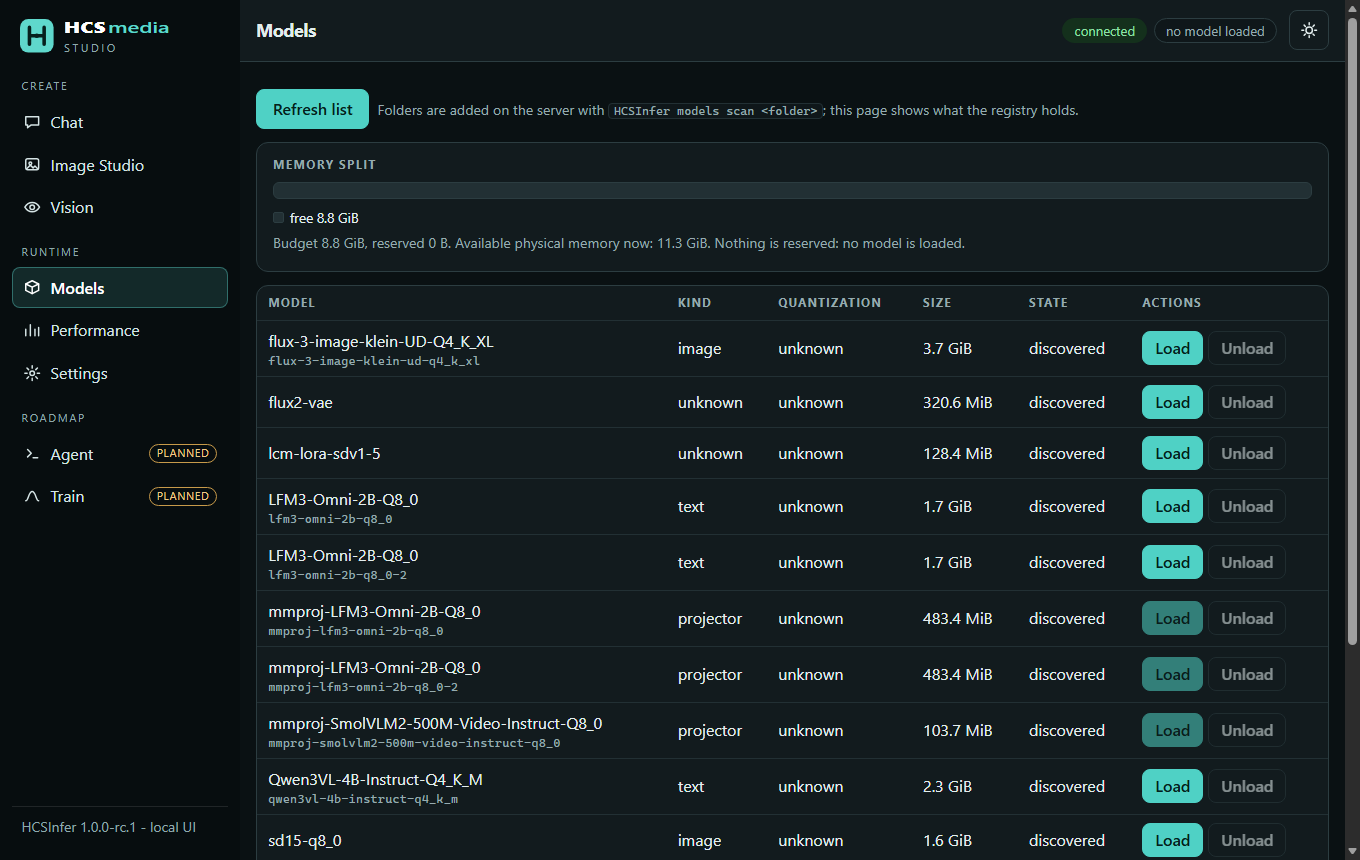 HCSmedia
STUDIO
CREATE
Chat
Image Studio
Vision
RUNTIME
Models
Performance
Settings
ROADMAP
Agent PLANNED
Train PLANNED
HCSInfer 1.0.0-rc.1 - local UI
Models connected no model loaded
Refresh list Folders are added on the server with HCSInfer models scan <folder>; this page shows what the registry holds.
MEMORY SPLIT
free 8.8 GiB
Budget 8.8 GiB, reserved 0 B. Available physical memory now: 11.3 GiB. Nothing is reserved: no model is loaded.
MODEL KIND QUANTIZATION SIZE STATE ACTIONS
flux-3-image-klein-UD-Q4_K_XL image unknown 3.7 GiB discovered Load Unload
flux-3-image-klein-ud-q4_k_xl
flux2-vae unknown unknown 320.6 MiB discovered Load Unload
lcm-lora-sdv1-5 unknown unknown 128.4 MiB discovered Load Unload
LFM3-Omni-2B-Q8_0 text unknown 1.7 GiB discovered Load Unload
lfm3-omni-2b-q8_0
LFM3-Omni-2B-Q8_0 text unknown 1.7 GiB discovered Load Unload
lfm3-omni-2b-q8_0-2
mmproj-LFM3-Omni-2B-Q8_0 projector unknown 483.4 MiB discovered Load Unload
mmproj-lfm3-omni-2b-q8_0
mmproj-LFM3-Omni-2B-Q8_0 projector unknown 483.4 MiB discovered Load Unload
mmproj-lfm3-omni-2b-q8_0-2
mmproj-SmolVLM2-500M-Video-Instruct-Q8_0 projector unknown 103.7 MiB discovered Load Unload
mmproj-smolvlm2-500m-video-instruct-q8_0
Qwen3VL-4B-Instruct-Q4_K_M text unknown 2.3 GiB discovered Load Unload
qwen3vl-4b-instruct-q4_k_m
sd15-q8_0 image unknown 1.6 GiB discovered Load Unload